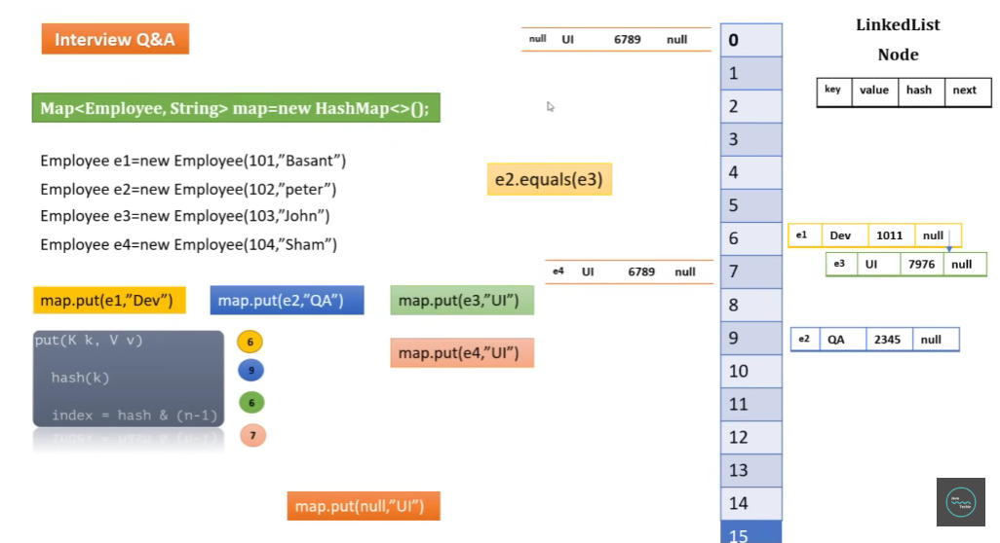 Interview Q&A
null UI 6789 null
LinkedList
Node
key value hash next
Map<Employee, String> map=new HashMap<>();
Employee e1=new Employee(101,”Basant”)
Employee e2=new Employee(102,”peter”)
Employee e3=new Employee(103,”John”)
Employee e4=new Employee(104,”Sham”)
e2.equals(e3)
0
1
2
3
4
5
6
7
8
9
10
11
12
13
14
15
e1 Dev 1011 null
e3 UI 7976 null
e4 UI 6789 null
e2 QA 2345 null
map.put(e1,”Dev”)
map.put(e2,”QA”)
map.put(e3,”UI”)
map.put(e4,”UI”)
put(K k, V v)
hash(k)
index = hash & (n-1)
6
9
6
7
map.put(null,”UI”)
Java
Techie